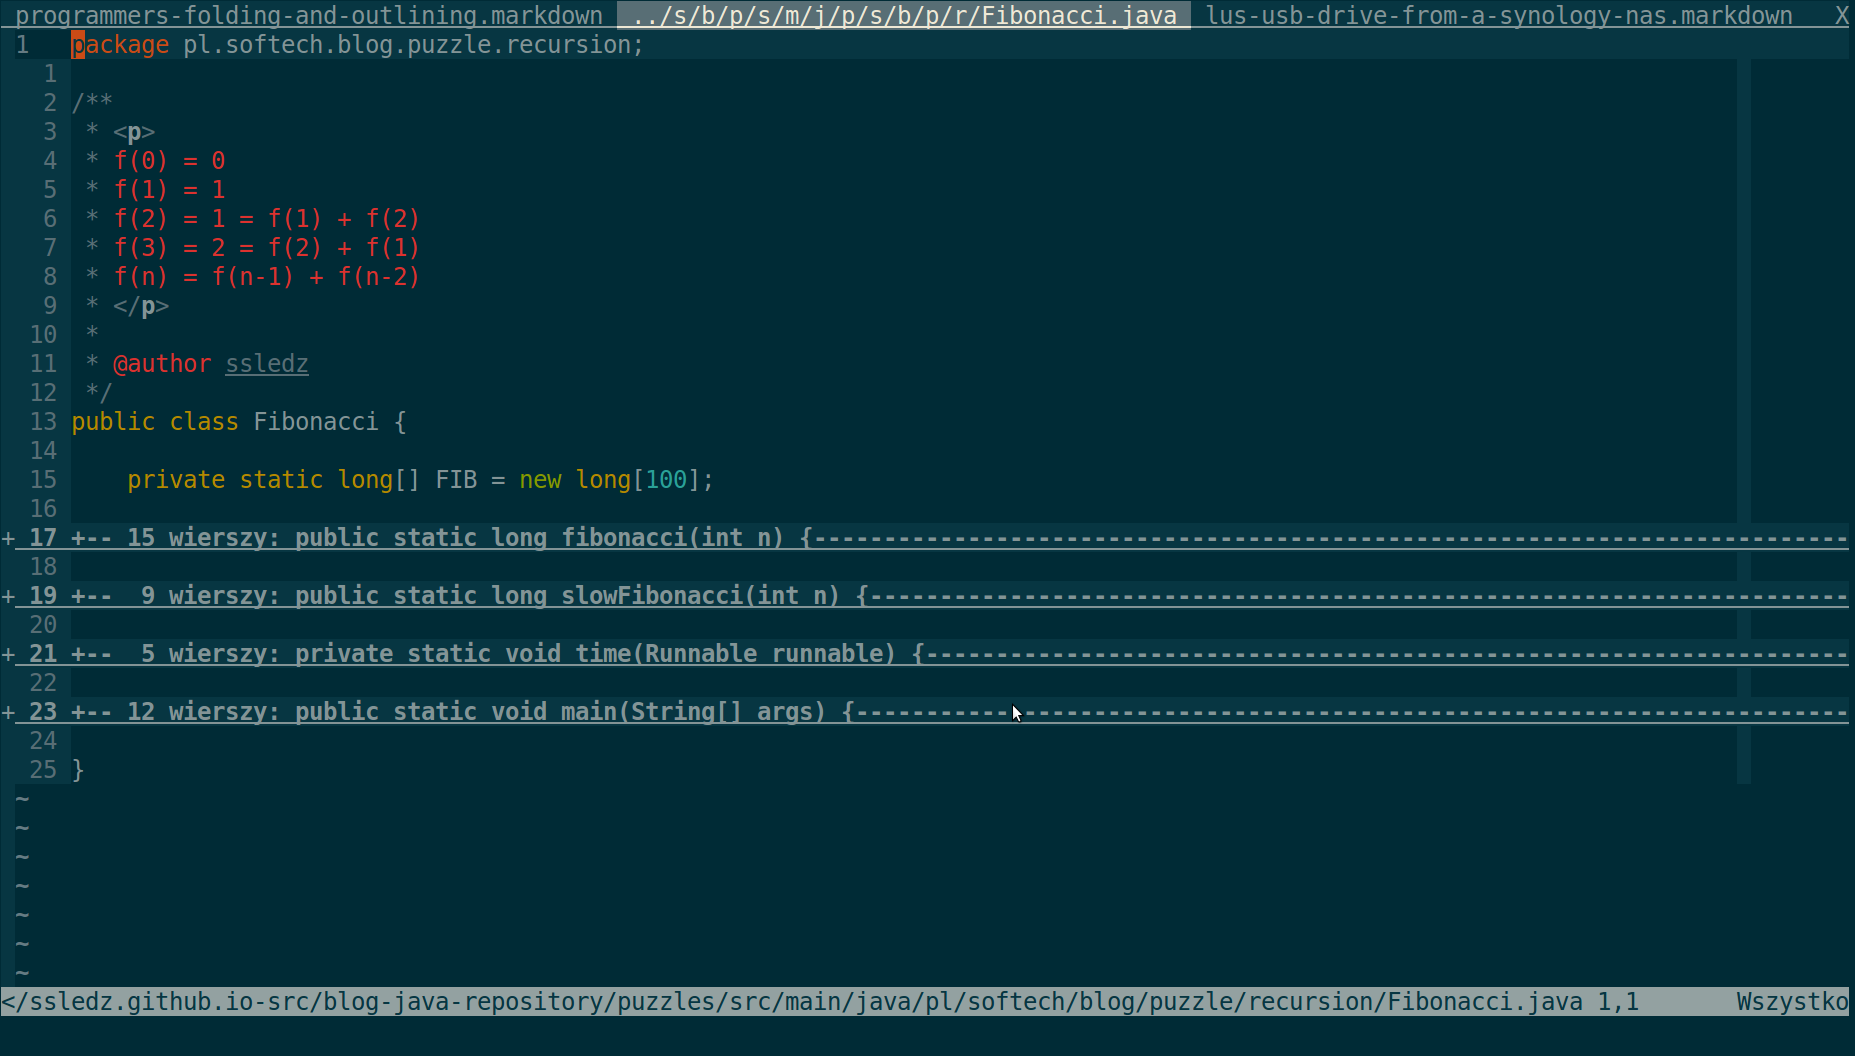 programmers-folding-and-outlining.markdown  ../s/b/p/s/m/j/p/s/b/p/r/Fibonacci.java  lus-usb-drive-from-a-synology-nas.markdown   X
1   package pl.softech.blog.puzzle.recursion;
  1
  2 /**
  3  * <p>
  4  * f(0) = 0
  5  * f(1) = 1
  6  * f(2) = 1 = f(1) + f(2)
  7  * f(3) = 2 = f(2) + f(1)
  8  * f(n) = f(n-1) + f(n-2)
  9  * </p>
 10  *
 11  * @author ssledz
 12  */
 13 public class Fibonacci {
 14
 15     private static long[] FIB = new long[100];
 16
+ 17 +-- 15 wierszy: public static long fibonacci(int n) {--------------------------------------------------------------------------
 18
+ 19 +--  9 wierszy: public static long slowFibonacci(int n) {----------------------------------------------------------------------
 20
+ 21 +--  5 wierszy: private static void time(Runnable runnable) {------------------------------------------------------------------
 22
+ 23 +-- 12 wierszy: public static void main(String[] args) {-----------------------------------------------------------------------
 24
 25 }
~
~
~
~
~
~
~
</ssledz.github.io-src/blog-java-repository/puzzles/src/main/java/pl/softech/blog/puzzle/recursion/Fibonacci.java 1,1       Wszystko